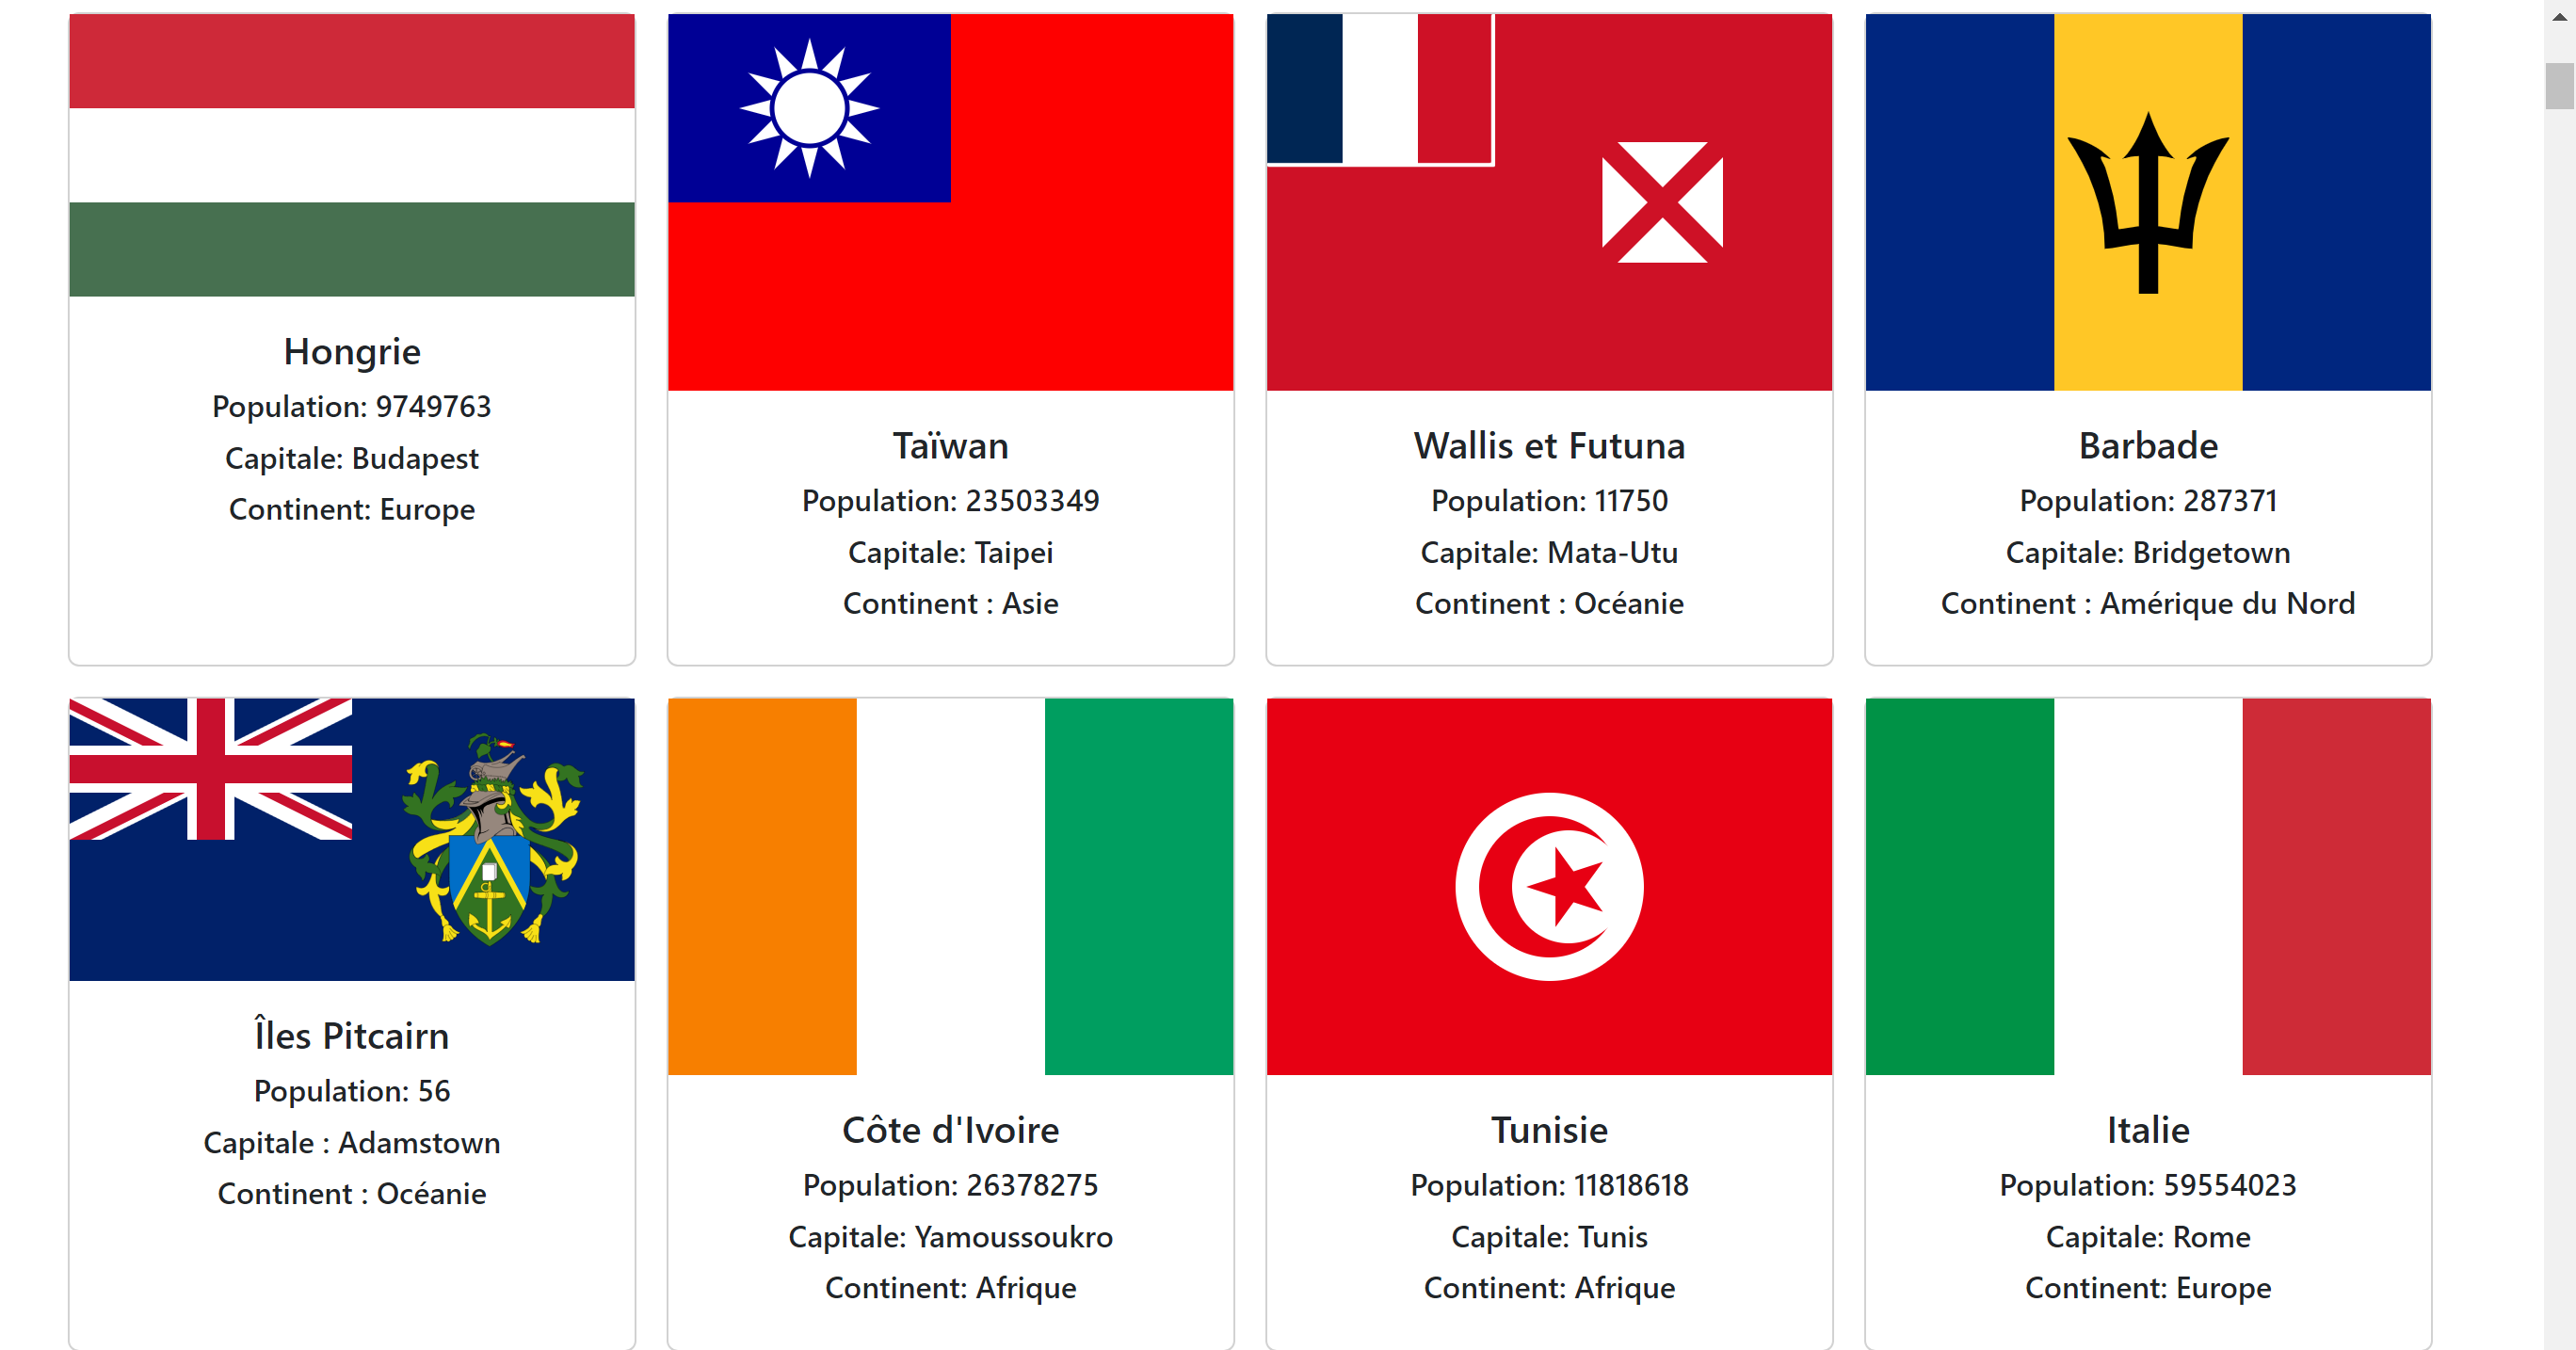 Hongrie
Population: 9749763
Capitale: Budapest
Continent: Europe
Taïwan
Population: 23503349
Capitale: Taipei
Continent : Asie
Wallis et Futuna
Population: 11750
Capitale: Mata-Utu
Continent : Océanie
Barbade
Population: 287371
Capitale: Bridgetown
Continent : Amérique du Nord
Îles Pitcairn
Population: 56
Capitale : Adamstown
Continent : Océanie
Côte d'Ivoire
Population: 26378275
Capitale: Yamoussoukro
Continent: Afrique
Tunisie
Population: 11818618
Capitale: Tunis
Continent: Afrique
Italie
Population: 59554023
Capitale: Rome
Continent: Europe